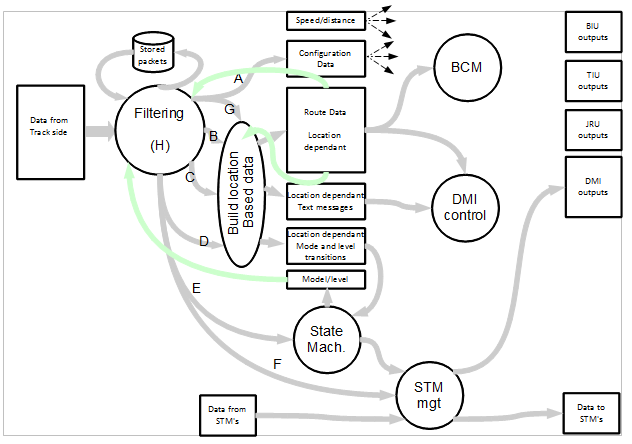 Speed/distance
BIU
outputs
Stored
packets
Configuration
Data
BCM
TIU
outputs
A
Data from
Track side
Filtering
(H)
G
Route Data
Location
dependant
JRU
outputs
B
C
Build location
Based data
DMI
outputs
Location dependant
Text messages
DMI
control
D
Location dependant
Mode and level
transitions
Model/level
E
State
Mach.
F
STM
mgt
Data from
STM's
Data to
STM's